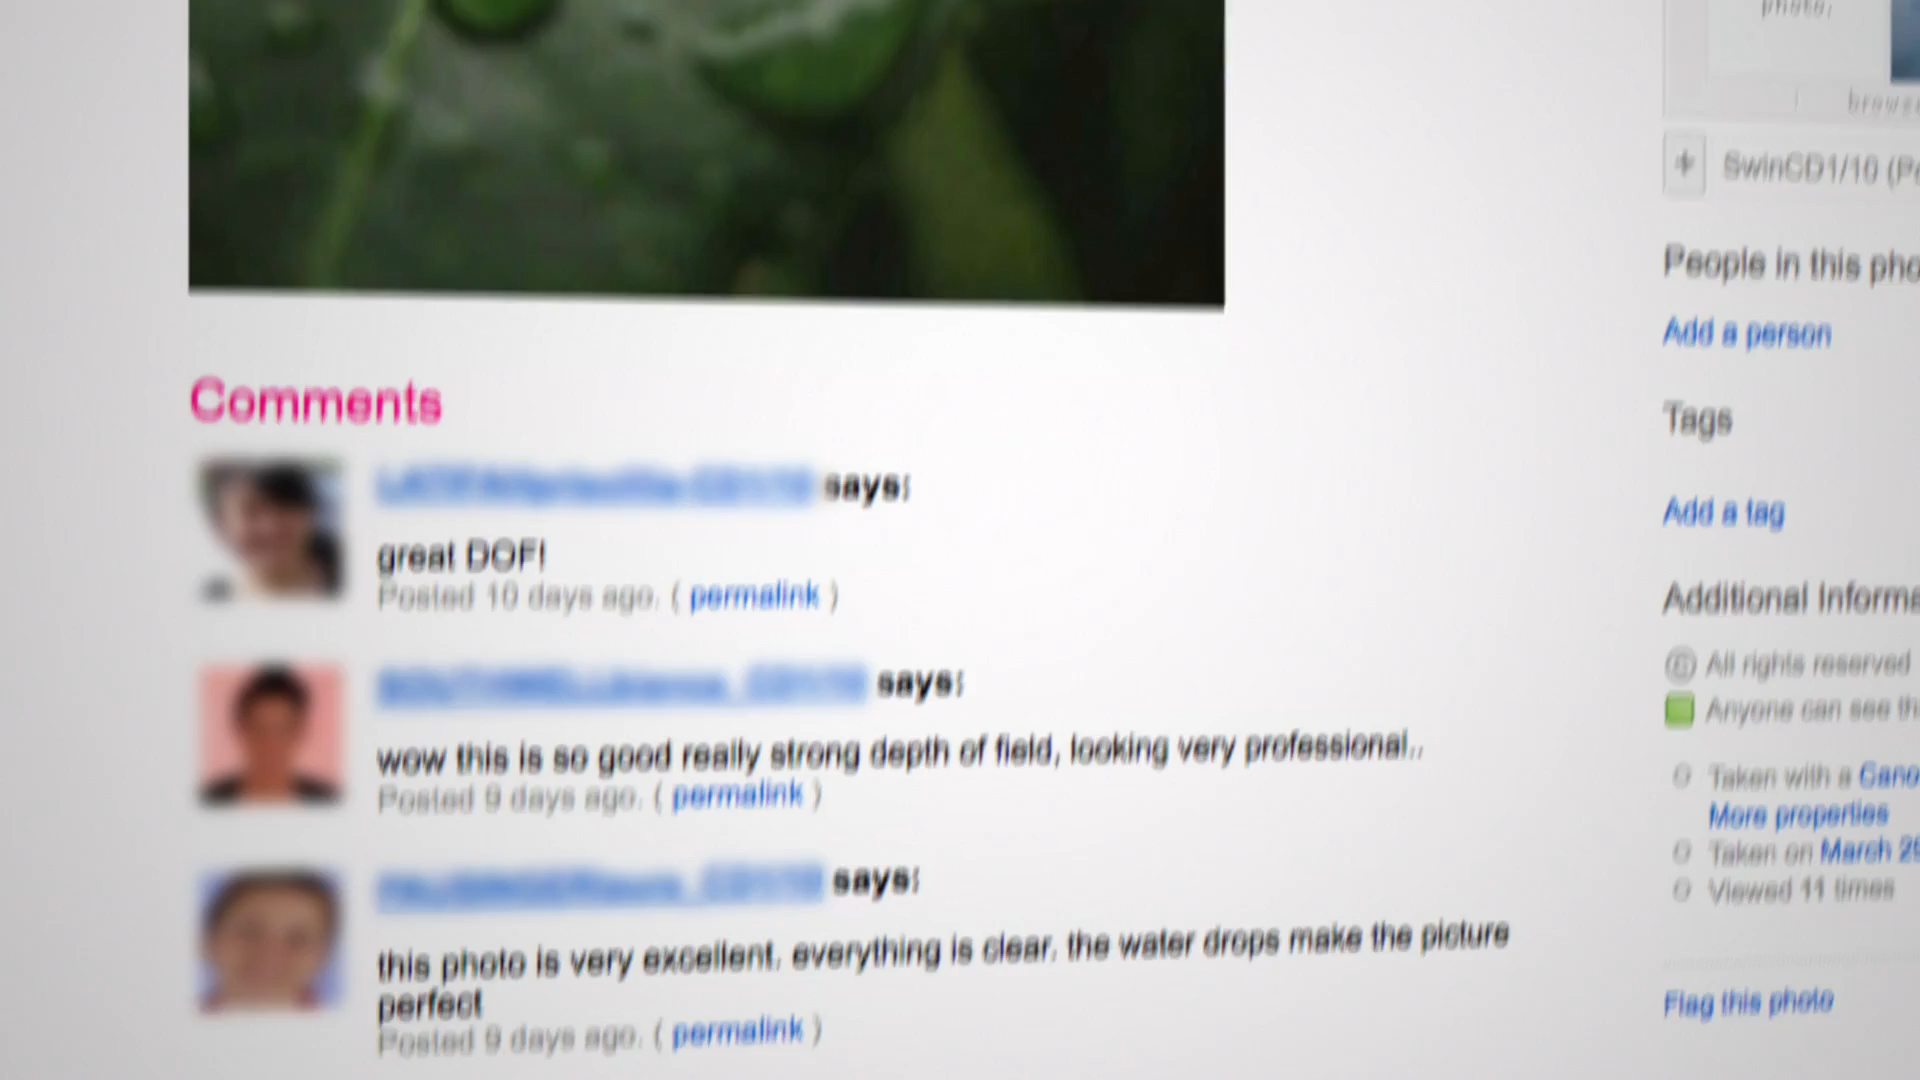 photo.
SwinGD1/10
People in this
Add a person
Comments
Tags
says:
Add a tag
great DOF!
Posted 10 days ago. ( permalink )
Additional
All rights reserved
says:
Anyone can see
wow this is so good really strong depth of field, looking very professional..
Posted 9 days ago. ( permalink )
Taken with a
More properties
Taken on March
says:
Viewed 11 times
this photo is very excellent. everything is clear. the water drops make the picture
perfect
Posted 9 days ago. ( permalink )
Flag this photo